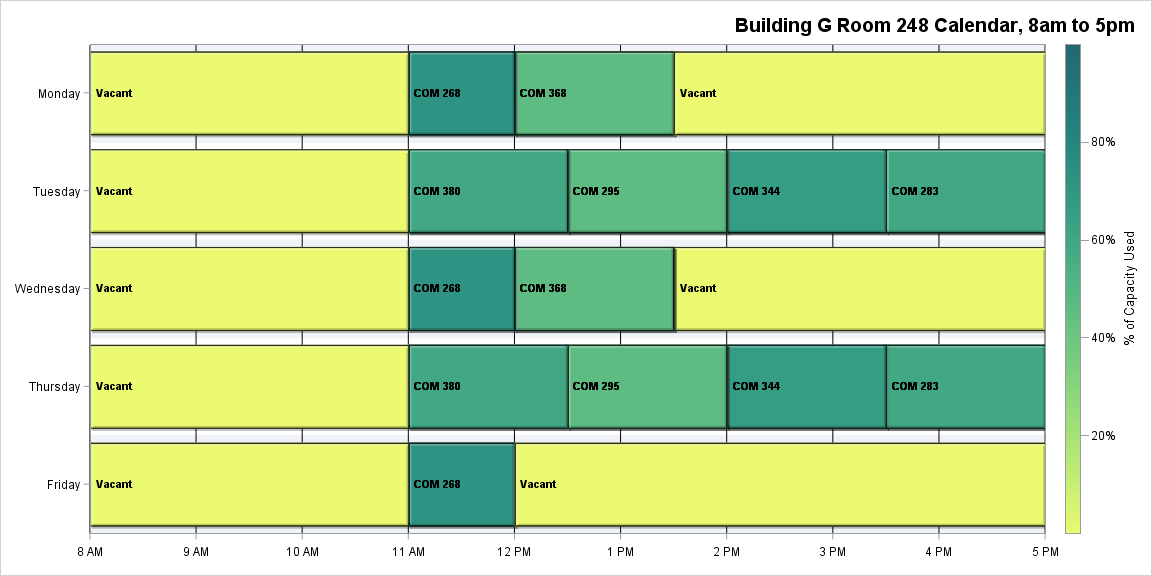 Building G Room 248 Calendar, 8am to 5pm
Monday
Vacant
COM 268
COM 368
Vacant
Tuesday
Vacant
COM 380
COM 295
COM 344
COM 283
Wednesday
Vacant
COM 268
COM 368
Vacant
Thursday
Vacant
COM 380
COM 295
COM 344
COM 283
Friday
Vacant
COM 268
Vacant
8 AM
9 AM
10 AM
11 AM
12 PM
1 PM
2 PM
3 PM
4 PM
5 PM
80%
60%
40%
20%
% of Capacity Used